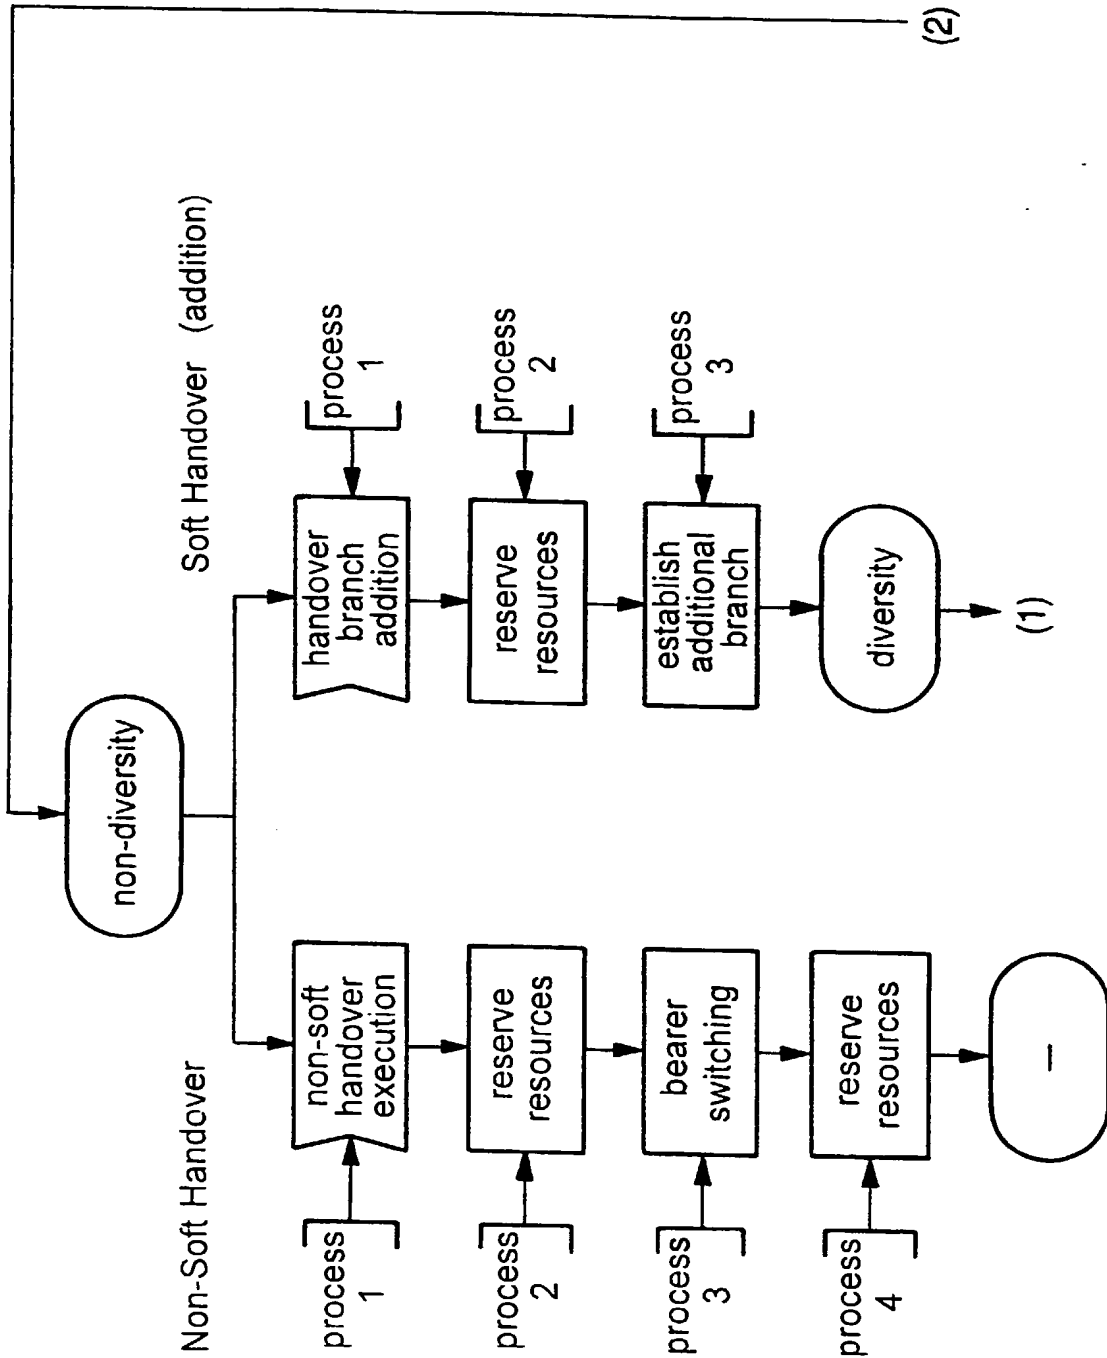 non-diversity
Non-Soft Handover
Soft Handover (addition)
process
1
non-soft
handover
execution
process
2
reserve
resources
process
3
bearer
switching
process
4
reserve
resources
–
handover
branch
addition
process
1
reserve
resources
process
2
establish
additional
branch
process
3
diversity
(1)
(2)